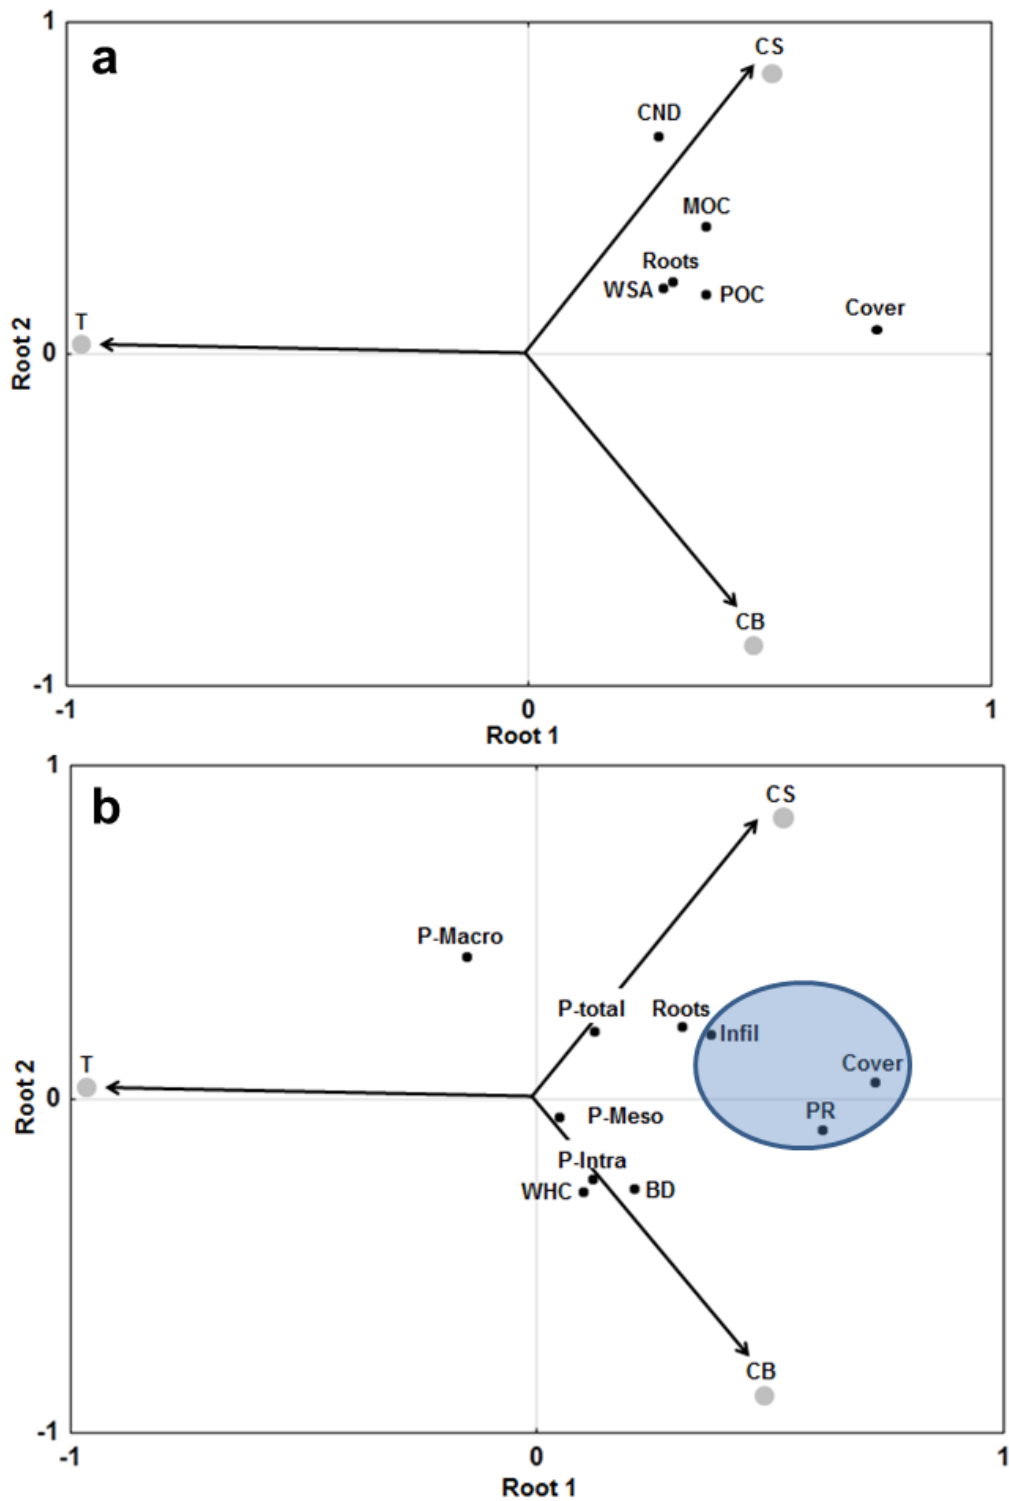 1
a
CS
CND
MOC
Roots
WSA
POC
Cover
T
0
Root 2
CB
-1
-1
0
1
Root 1
1
b
CS
P-Macro
P-total
Roots
Infil
Cover
T
0
Root 2
PR
P-Meso
P-Intra
WHC
BD
CB
-1
-1
0
1
Root 1